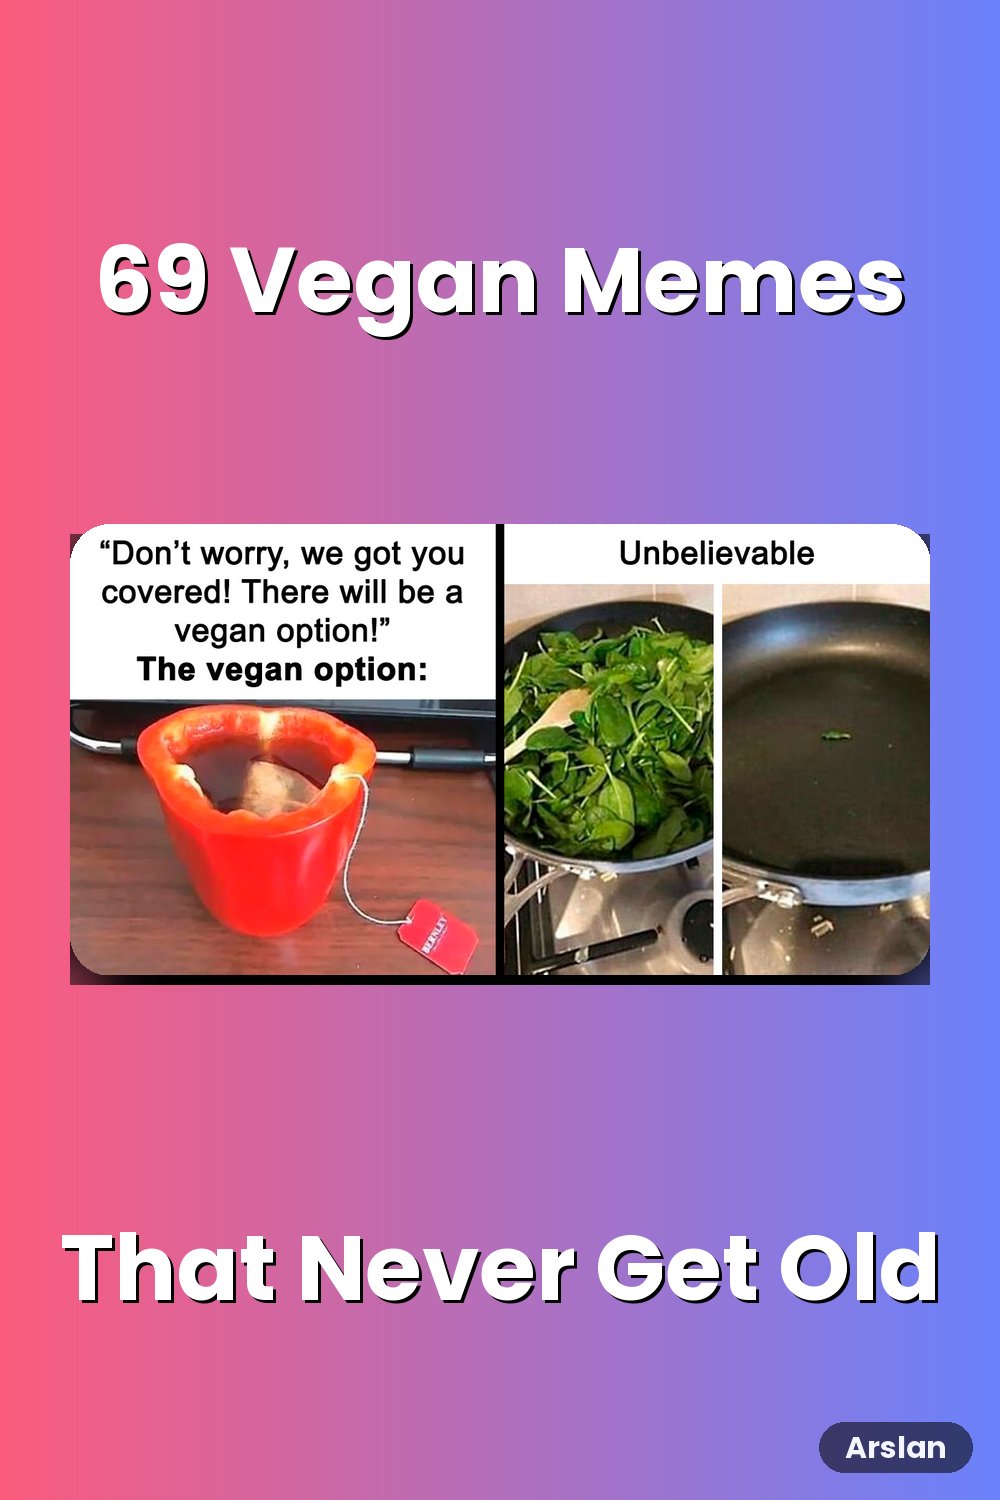 69 Vegan Memes
“Don’t worry, we got you
covered! There will be a
vegan option!”
The vegan option:
BERNLEY
Unbelievable
That Never Get Old
Arslan